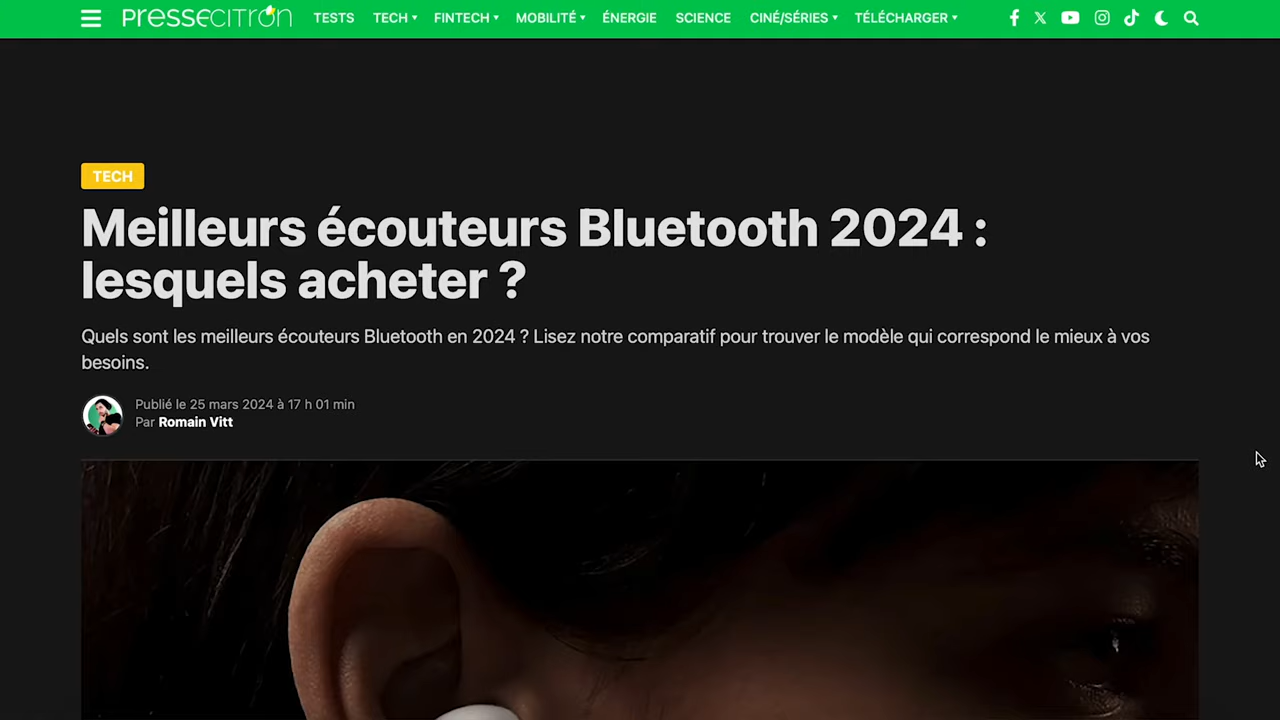 PRESSECITRON
TESTS
TECH
FINTECH
MOBILITÉ
ÉNERGIE
SCIENCE
CINÉ/SÉRIES
TÉLÉCHARGER
TECH
Meilleurs écouteurs Bluetooth 2024 :
lesquels acheter ?
Quels sont les meilleurs écouteurs Bluetooth en 2024 ? Lisez notre comparatif pour trouver le modèle qui correspond le mieux à vos
besoins.
Publié le 25 mars 2024 à 17 h 01 min
Par Romain Vitt